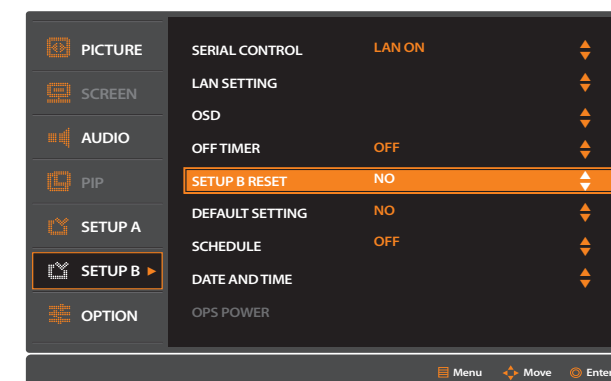 PICTURE
SCREEN
AUDIO
PIP
SETUP A
SETUP B
OPTION
SERIAL CONTROL LAN ON
LAN SETTING
OSD
OFF TIMER OFF
SETUP B RESET NO
DEFAULT SETTING NO
SCHEDULE OFF
DATE AND TIME
OPS POWER
Menu Move Enter